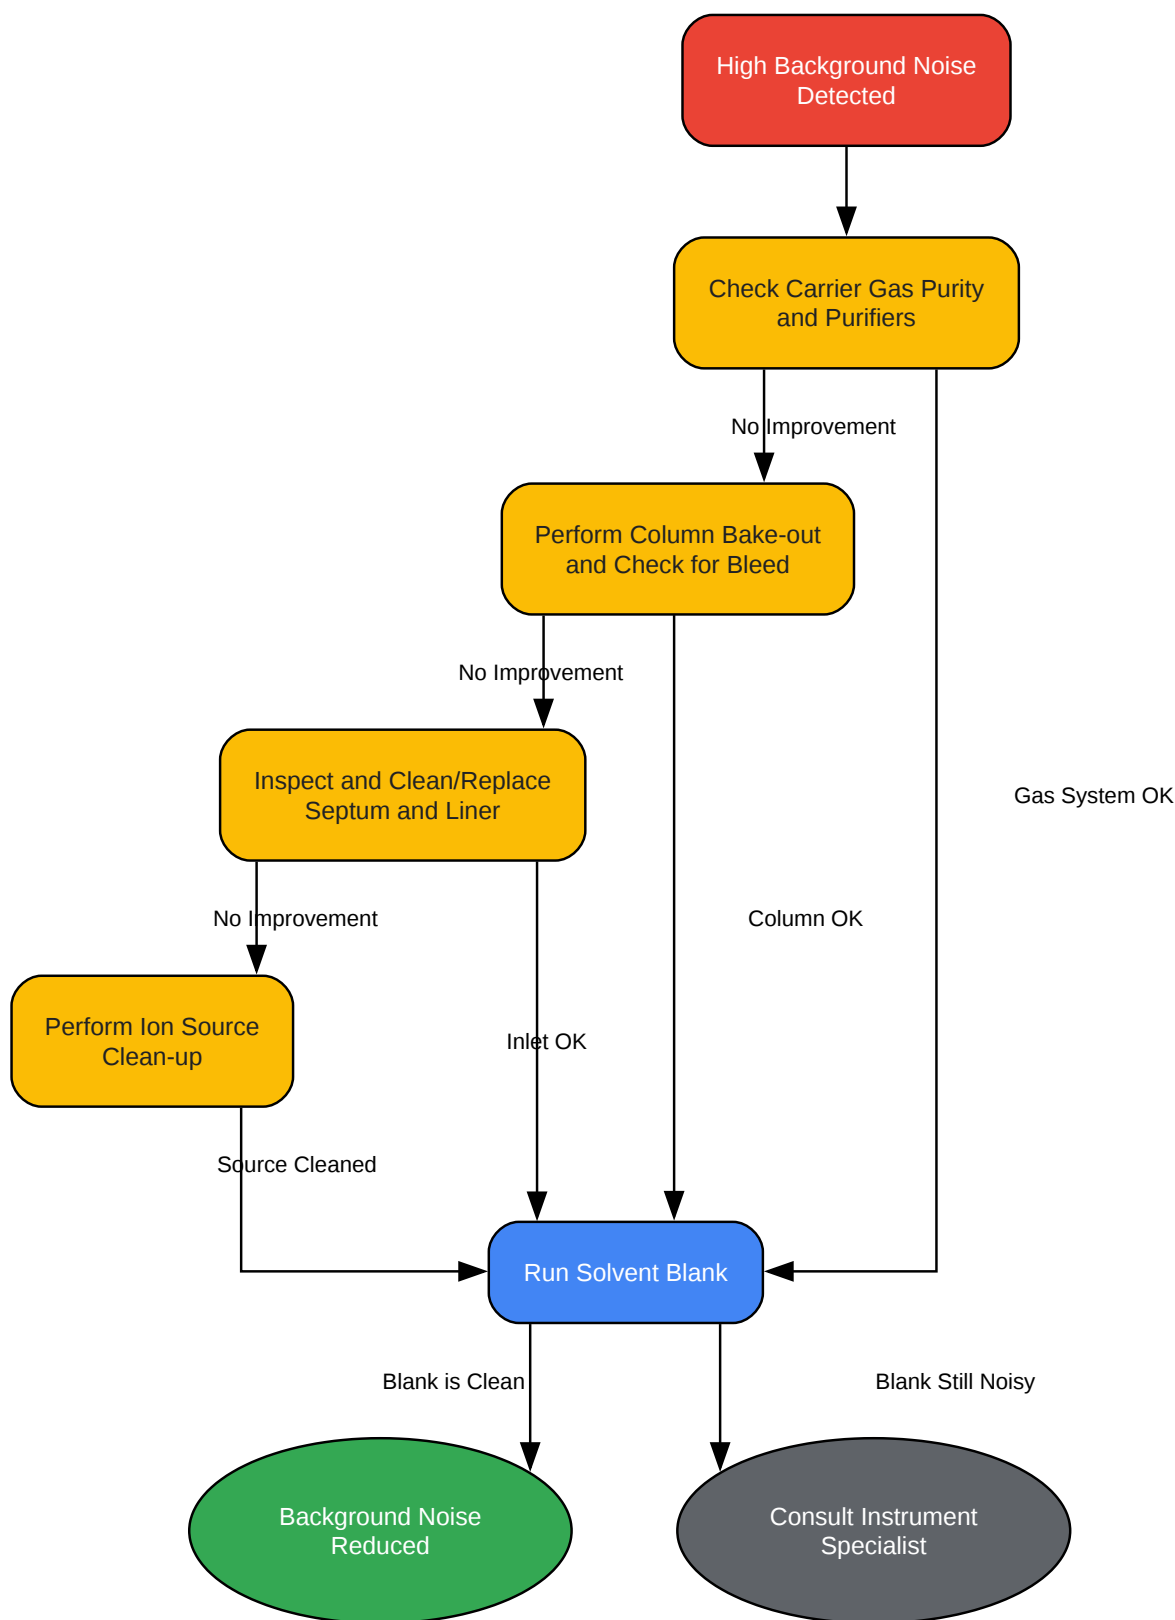 High Background Noise
Detected
Check Carrier Gas Purity
and Purifiers
No Improvement
Perform Column Bake-out
and Check for Bleed
No Improvement
Inspect and Clean/Replace
Septum and Liner
Gas System OK
No Improvement
Column OK
Perform Ion Source
Clean-up
Inlet OK
Source Cleaned
Run Solvent Blank
Blank is Clean
Blank Still Noisy
Background Noise
Reduced
Consult Instrument
Specialist